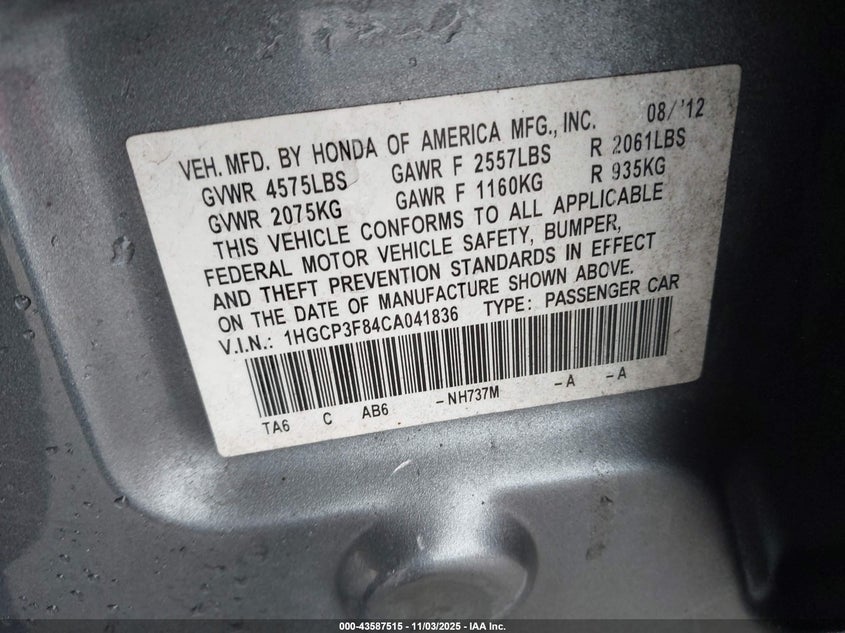 VEH. MFD. BY HONDA OF AMERICA MFG., INC. 08/'12
GVWR 4575LBS GAWR F 2557LBS R 2061LBS
GVWR 2075KG GAWR F 1160KG R 935KG
THIS VEHICLE CONFORMS TO ALL APPLICABLE
FEDERAL MOTOR VEHICLE SAFETY, BUMPER,
AND THEFT PREVENTION STANDARDS IN EFFECT
ON THE DATE OF MANUFACTURE SHOWN ABOVE.
V.I.N.: 1HGCP3F84CA041836 TYPE: PASSENGER CAR
TA6 C AB6 -NH737M -A -A
000-43587515 - 11/03/2025 - IAA Inc.